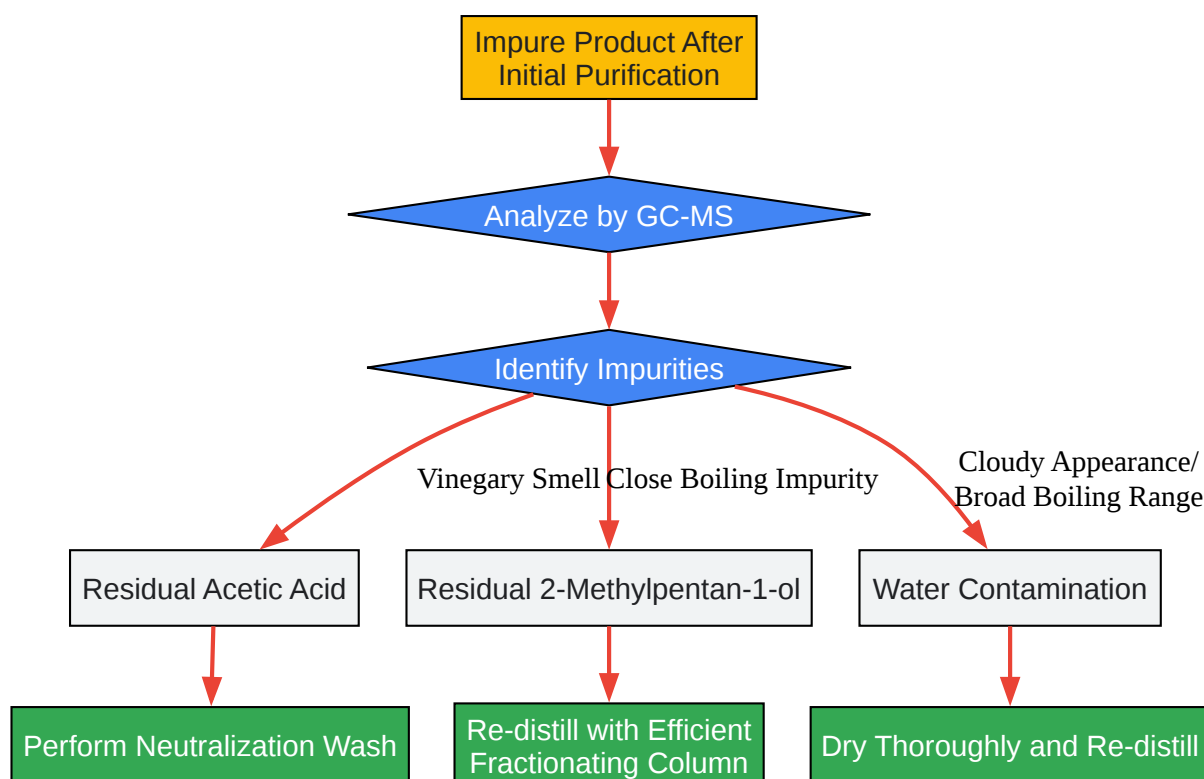 Impure Product After
Initial Purification
Analyze by GC-MS
Identify Impurities
Vinegary Smell
Close Boiling Impurity
Cloudy Appearance/
Broad Boiling Range
Residual Acetic Acid
Residual 2-Methylpentan-1-ol
Water Contamination
Perform Neutralization Wash
Re-distill with Efficient
Fractionating Column
Dry Thoroughly and Re-distill